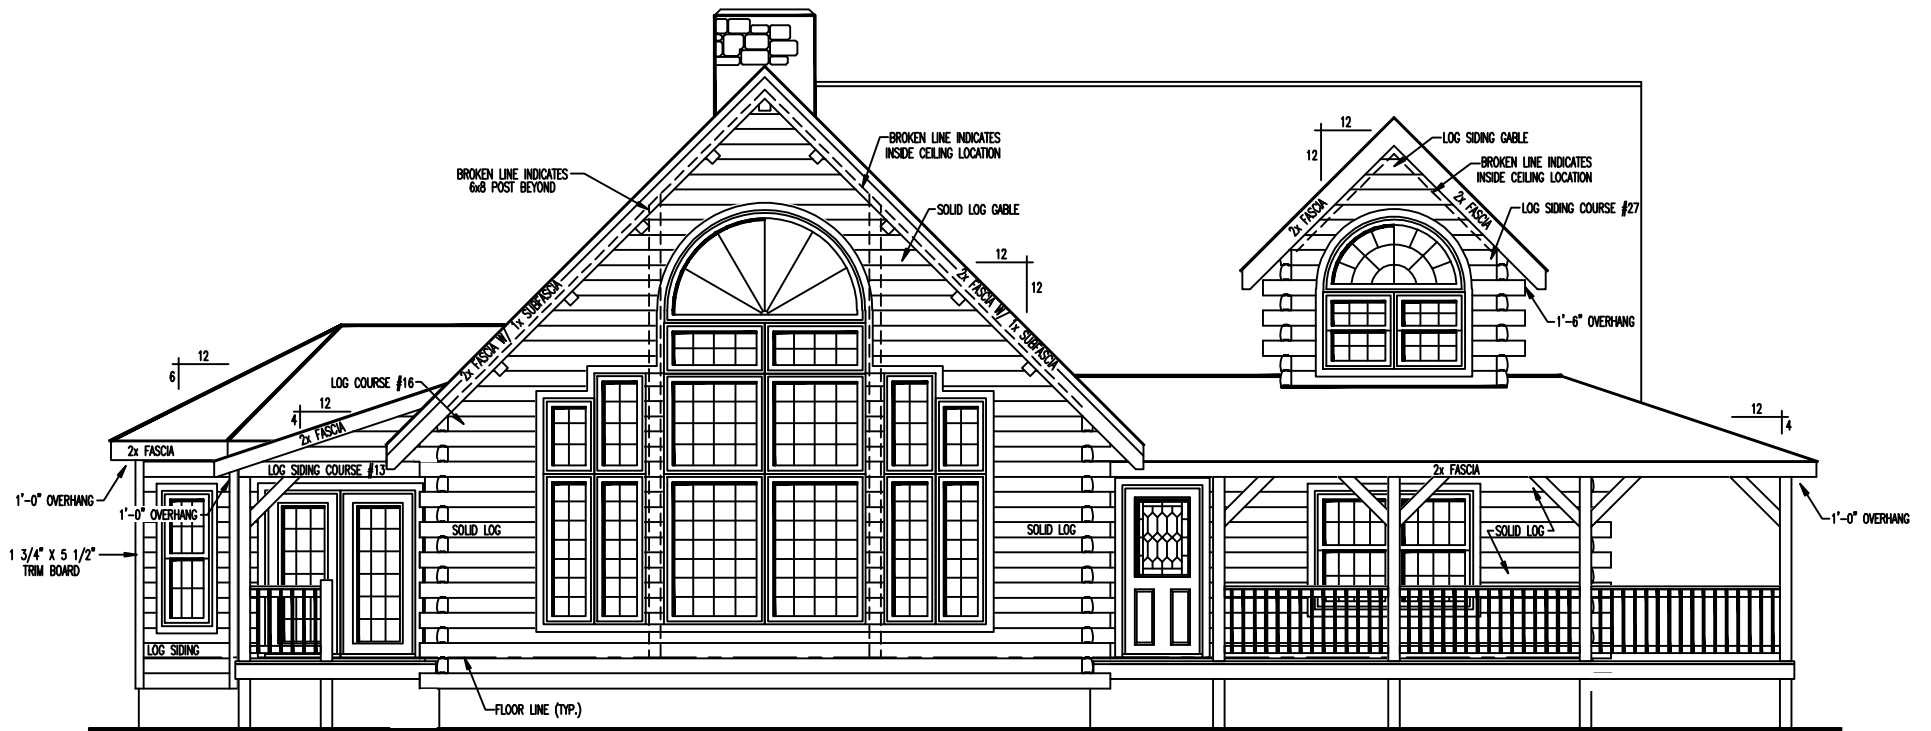 12
12
BROKEN LINE INDICATES
INSIDE CEILING LOCATION
LOG SIDING GABLE
BROKEN LINE INDICATES
INSIDE CEILING LOCATION
BROKEN LINE INDICATES
6x8 POST BEYOND
2x FASCIA
2x FASCIA
SOLID LOG GABLE
LOG SIDING COURSE #27
12
12
2x FASCIA W/ 1x SUBFASCIA
2x FASCIA W/ 1x SUBFASCIA
1'-6" OVERHANG
12
6
LOG COURSE #16
12
4
2x FASCIA
12
4
2x FASCIA
LOG SIDING COURSE #13
2x FASCIA
1'-0" OVERHANG
1'-0" OVERHANG
1'-0" OVERHANG
SOLID LOG
SOLID LOG
SOLID LOG
1 3/4" X 5 1/2"
TRIM BOARD
LOG SIDING
FLOOR LINE (TYP.)